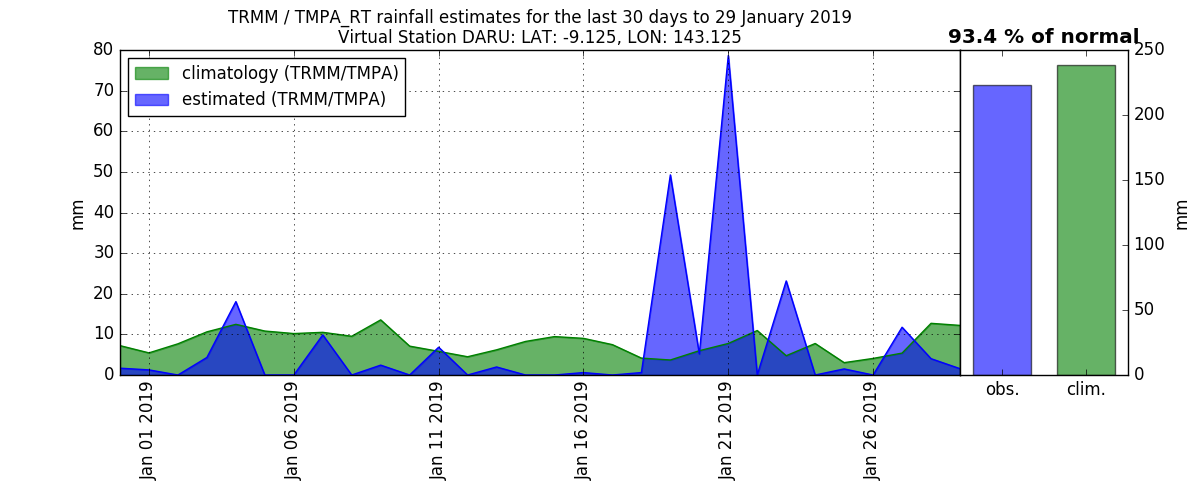 TRMM / TMPA_RT rainfall estimates for the last 30 days to 29 January 2019
Virtual Station DARU: LAT: -9.125, LON: 143.125
93.4 % of normal
climatology (TRMM/TMPA)
estimated (TRMM/TMPA)
80
70
60
50
40
30
20
10
0
mm
Jan 01 2019
Jan 06 2019
Jan 11 2019
Jan 16 2019
Jan 21 2019
Jan 26 2019
obs.
clim.
250
200
150
100
50
0
mm